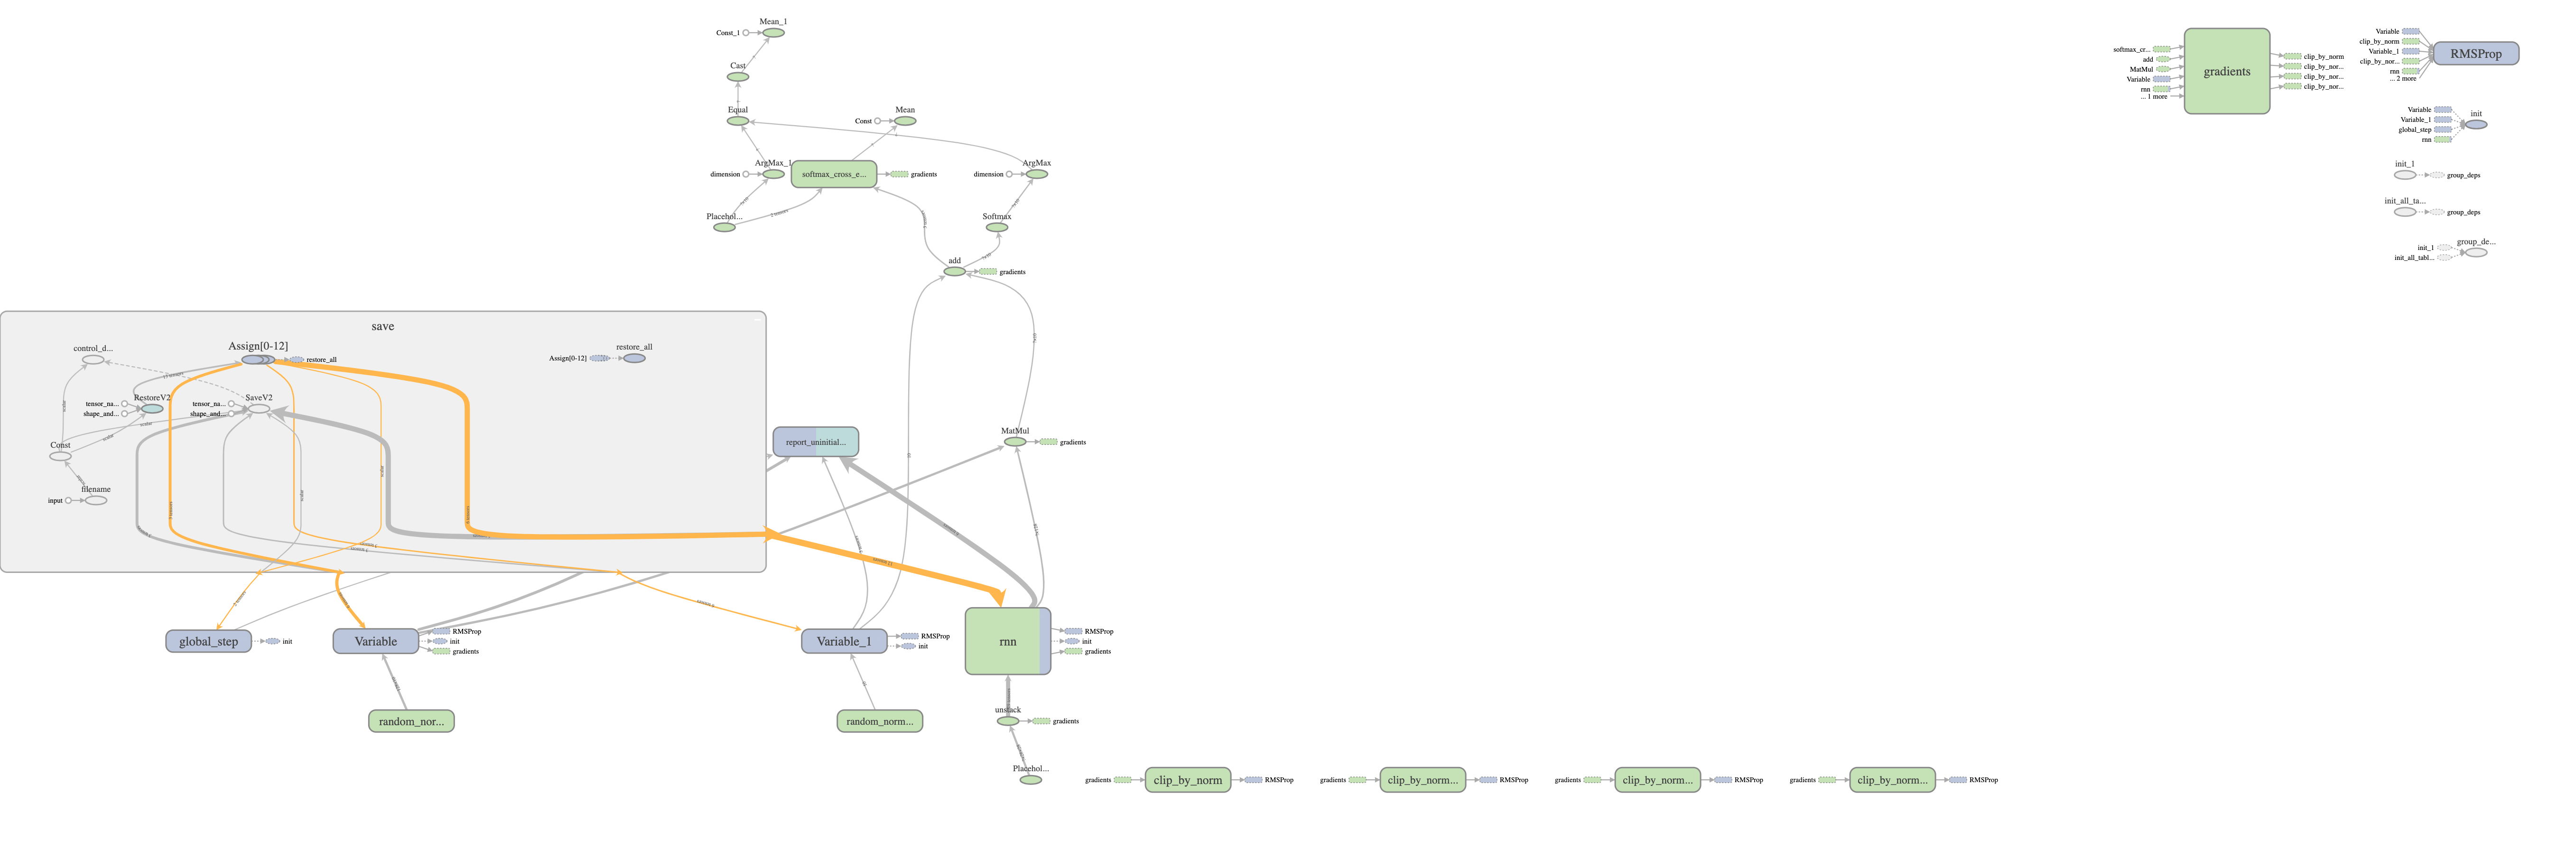 Mean_1
Const_1
Cast
Equal
Const
Mean
ArgMax_1
dimension
softmax_cross_e...
gradients
dimension
ArgMax
Placehol...
Softmax
add
gradients
save
control_d...
Assign[0-12]
restore_all
Assign[0-12]
restore_all
tensor_na...
shape_and...
RestoreV2
tensor_na...
shape_and...
SaveV2
Const
input
filename
report_uninitial...
MatMul
gradients
global_step
init
Variable
RMSProp
init
gradients
Variable_1
RMSProp
init
rnn
RMSProp
init
gradients
random_nor...
random_norm...
unstack
gradients
Placehol...
gradients
clip_by_norm
RMSProp
gradients
clip_by_norm...
RMSProp
gradients
clip_by_norm...
RMSProp
gradients
clip_by_norm...
RMSProp
softmax_cr...
add
MatMul
Variable
rnn
... 1 more
gradients
clip_by_norm
clip_by_nor...
clip_by_nor...
clip_by_nor...
Variable
clip_by_norm
Variable_1
clip_by_nor...
rnn
... 2 more
RMSProp
Variable
Variable_1
global_step
rnn
init
init_1
group_deps
init_all_ta...
group_deps
init_1
init_all_tabl...
group_de...